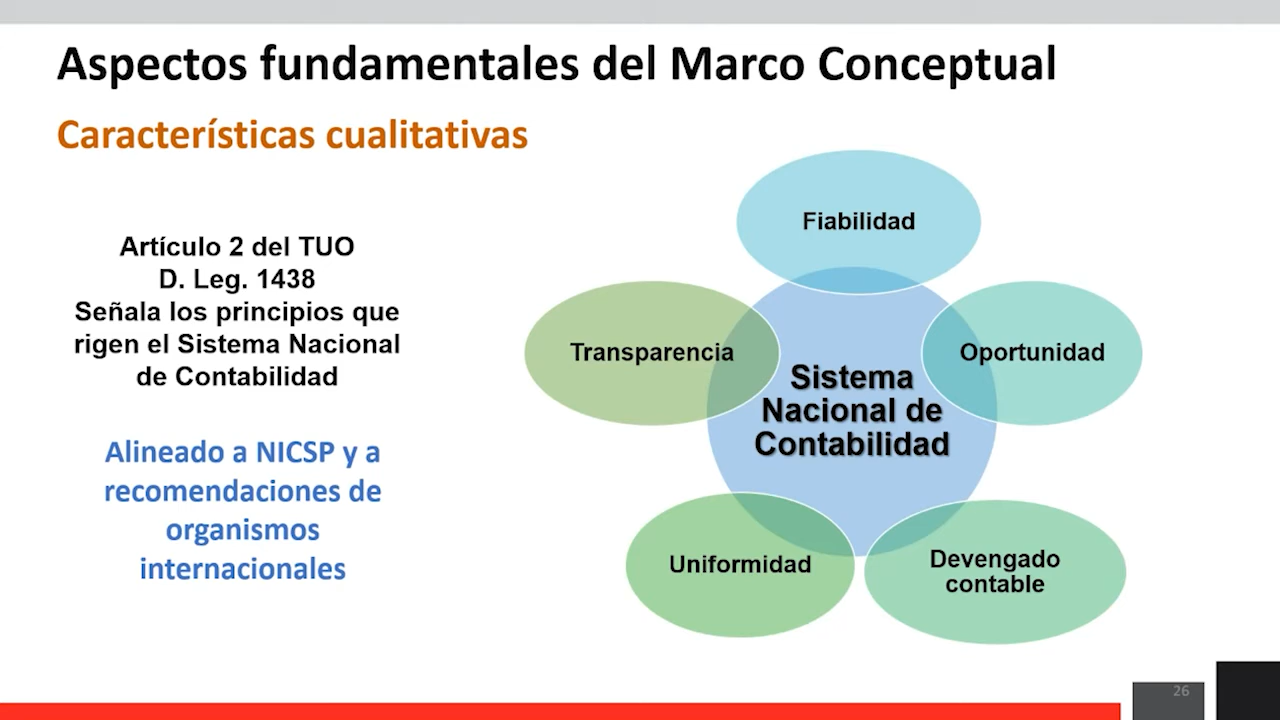 Aspectos fundamentales del Marco Conceptual
Características cualitativas
Artículo 2 del TUO
D. Leg. 1438
Señala los principios que
rigen el Sistema Nacional
de Contabilidad
Alineado a NICSP y a
recomendaciones de
organismos
internacionales
Fiabilidad
Transparencia
Oportunidad
Sistema
Nacional de
Contabilidad
Uniformidad
Devengado
contable
26